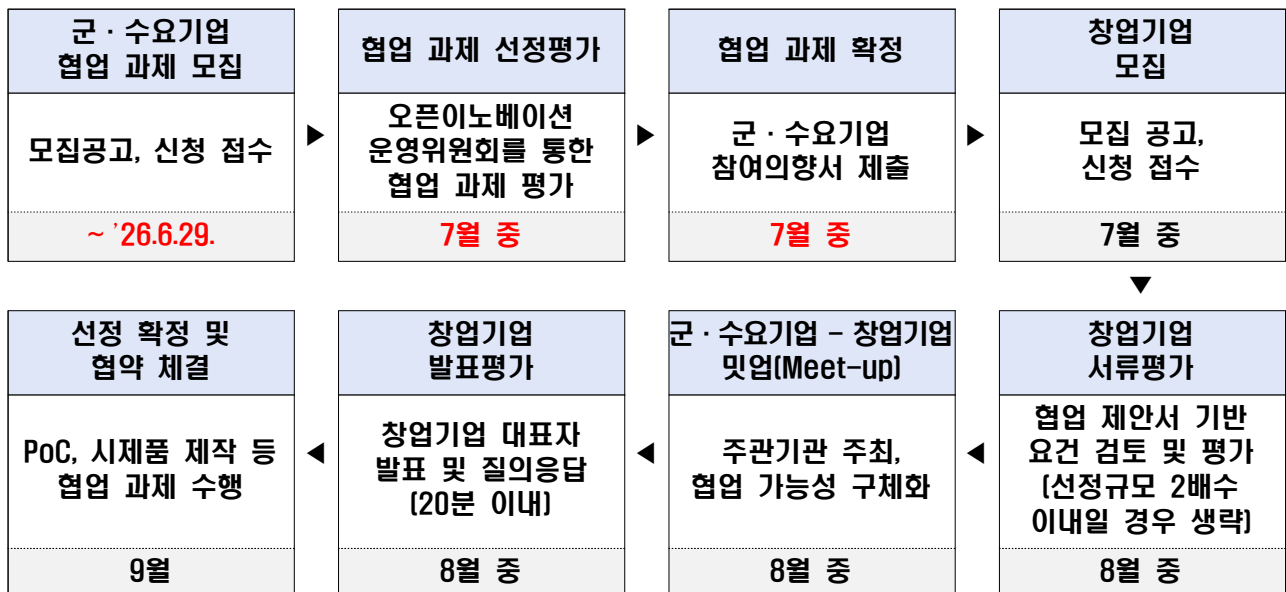 군 · 수요기업
협업 과제 모집
모집공고, 신청 접수
~ ’26.6.29.
▶
협업 과제 선정평가
오픈이노베이션
운영위원회를 통한
협업 과제 평가
7월 중
▶
협업 과제 확정
군 · 수요기업
참여의향서 제출
7월 중
▶
창업기업
모집
모집 공고,
신청 접수
7월 중
▼
창업기업
서류평가
협업 제안서 기반
요건 검토 및 평가
(선정규모 2배수
이내일 경우 생략)
8월 중
◀
군 · 수요기업 – 창업기업
밋업(Meet-up)
주관기관 주최,
협업 가능성 구체화
8월 중
◀
창업기업
발표평가
창업기업 대표자
발표 및 질의응답
(20분 이내)
8월 중
◀
선정 확정 및
협약 체결
PoC, 시제품 제작 등
협업 과제 수행
9월